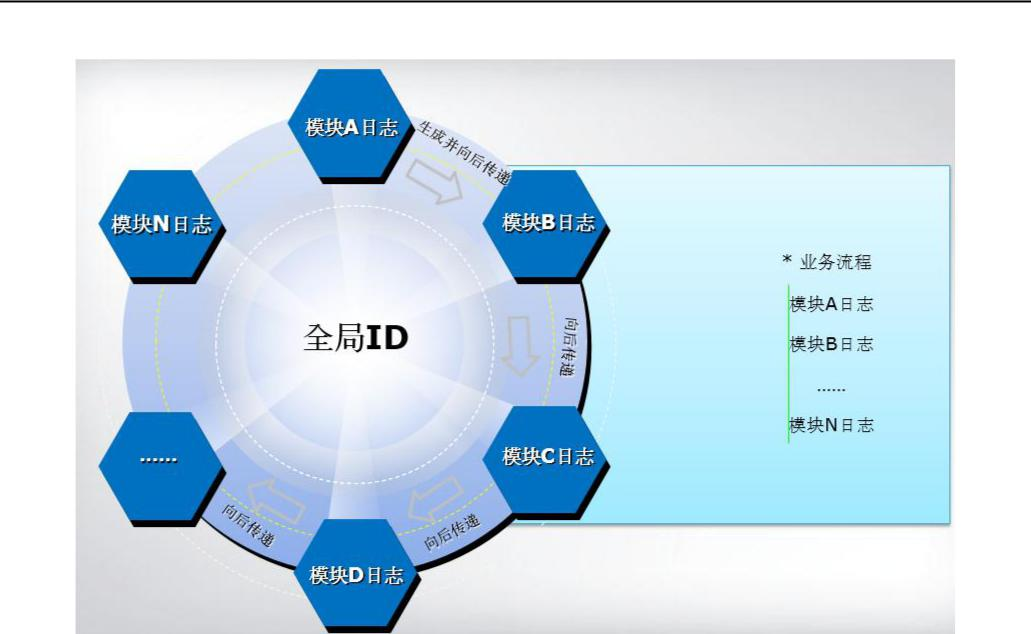 模块A日志
生成并向后传递
模块N日志
模块B日志
* 业务流程
模块A日志
向后传递
全局ID
模块B日志
......
模块N日志
......
模块C日志
向后传递
向后传递
模块D日志